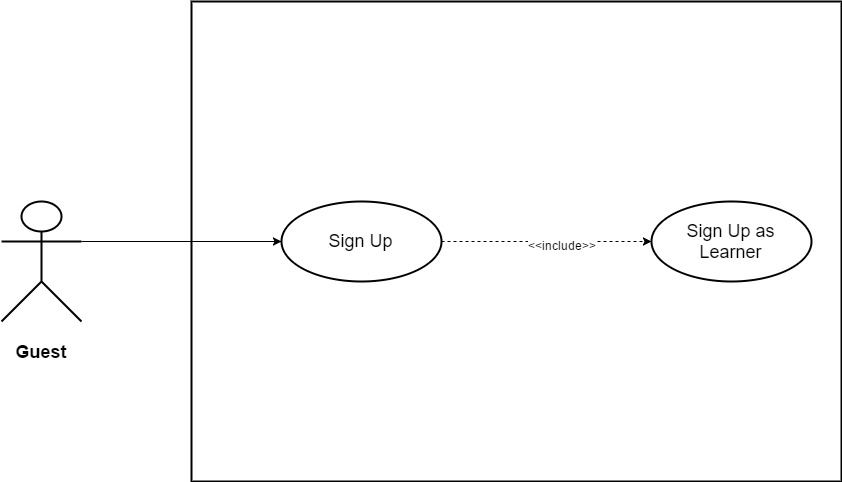 Sign Up
<<include>>
Sign Up as
Learner
Guest